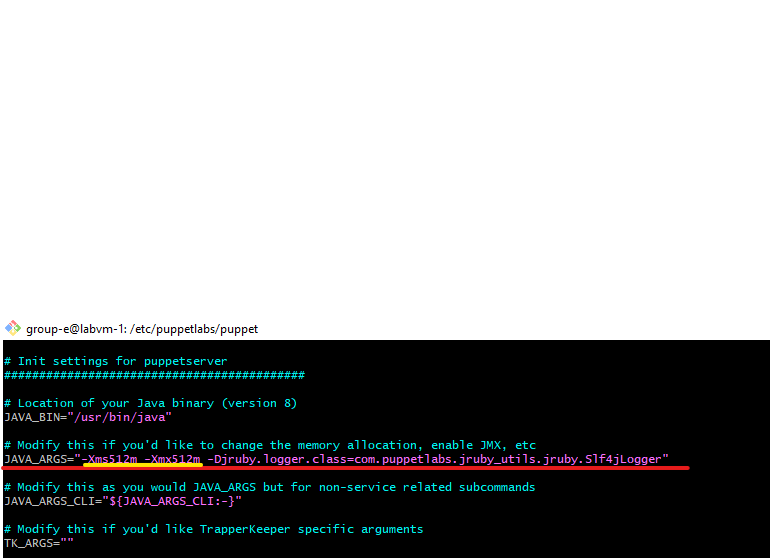 group-e@labvm-1: /etc/puppetlabs/puppet
# Init settings for puppetserver
###########################################
# Location of your Java binary (version 8)
JAVA_BIN="/usr/bin/java"
# Modify this if you'd like to change the memory allocation, enable JMX, etc
JAVA_ARGS="-Xms512m -Xmx512m -Djruby.logger.class=com.puppetlabs.jruby_utils.jruby.Slf4jLogger"
# Modify this as you would JAVA_ARGS but for non-service related subcommands
JAVA_ARGS_CLI="${JAVA_ARGS_CLI:-}"
# Modify this if you'd like TrapperKeeper specific arguments
TK_ARGS=""